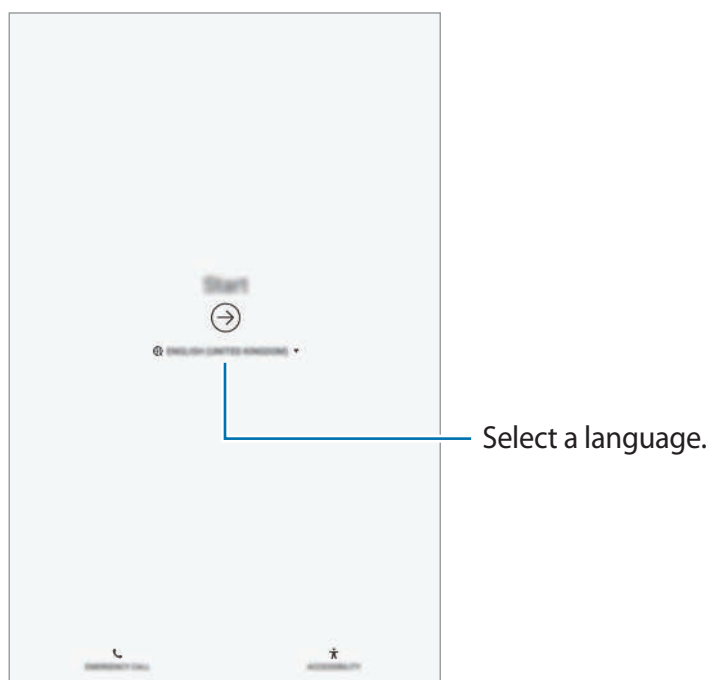 Start
ENGLISH (UNITED KINGDOM)
Select a language.
EMERGENCY CALL
ACCESSIBILITY